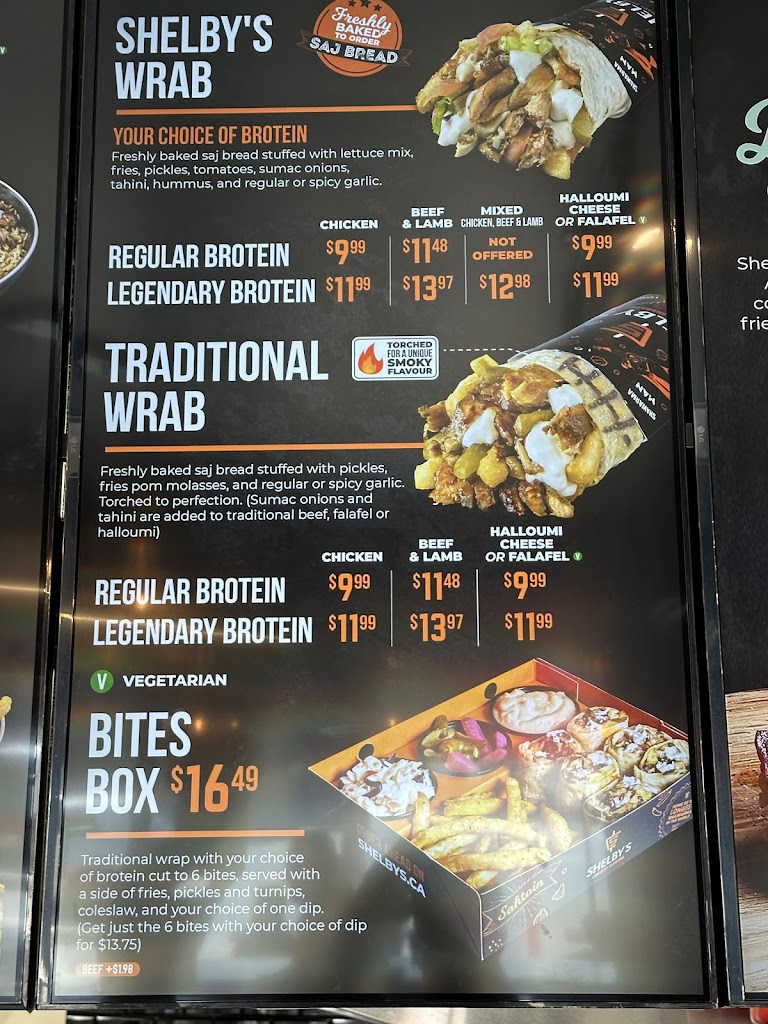 SHELBY'S
WRAP
Freshly
BAKED
TO ORDER
SAJ BREAD
YOUR CHOICE OF BROTEIN
Freshly baked saj bread stuffed with lettuce mix,
fries, pickles, tomatoes, sumac onions,
tahini, hummus, and regular or spicy garlic.
CHICKEN
BEEF
& LAMB
MIXED
CHICKEN, BEEF & LAMB
HALLOUMI
CHEESE
OR FALAFEL V
REGULAR BROTEIN $9.99 $11.48 NOT OFFERED $9.99
LEGENDARY BROTEIN $11.99 $13.97 $12.98 $11.99
TRADITIONAL
WRAB
TORCHED
FOR A UNIQUE
SMOKY
FLAVOUR
SHAWARMA
MAN
Freshly baked saj bread stuffed with pickles,
fries pom molasses, and regular or spicy garlic.
Torched to perfection. (Sumac onions and
tahini are added to traditional beef, falafel or
halloumi)
CHICKEN
BEEF
& LAMB
HALLOUMI
CHEESE
OR FALAFEL V
REGULAR BROTEIN $9.99 $11.48 $9.99
LEGENDARY BROTEIN $11.99 $13.97 $11.99
V VEGETARIAN
BITES
BOX $16.49
Traditional wrap with your choice
of brotein cut to 6 bites, served with
a side of fries, pickles and turnips,
coleslaw, and your choice of one dip.
(Get just the 6 bites with your choice of dip
for $13.75)
BEEF +$1.98
SHELBYS.CA
Sahtain
SHELBY'S
She
frie